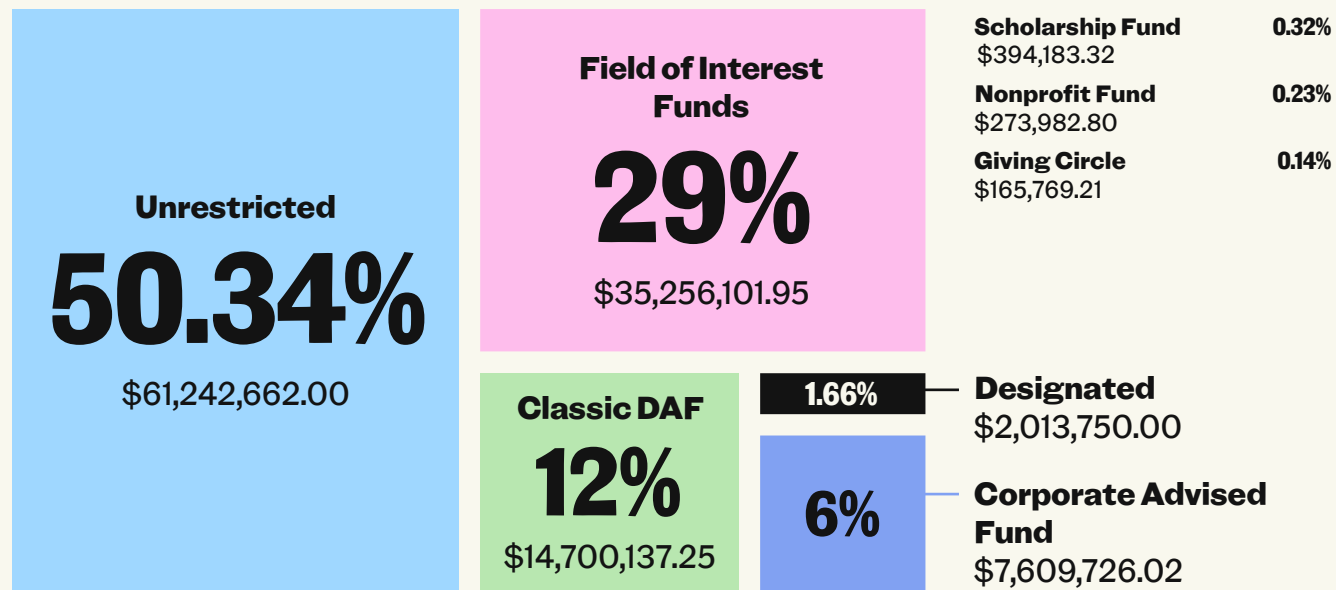 Unrestricted
50.34%
$61,242,662.00
Field of Interest
Funds
29%
$35,256,101.95
Classic DAF
12%
$14,700,137.25
1.66%
Designated
$2,013,750.00
6%
Corporate Advised
Fund
$7,609,726.02
Scholarship Fund 0.32%
$394,183.32
Nonprofit Fund 0.23%
$273,982.80
Giving Circle 0.14%
$165,769.21